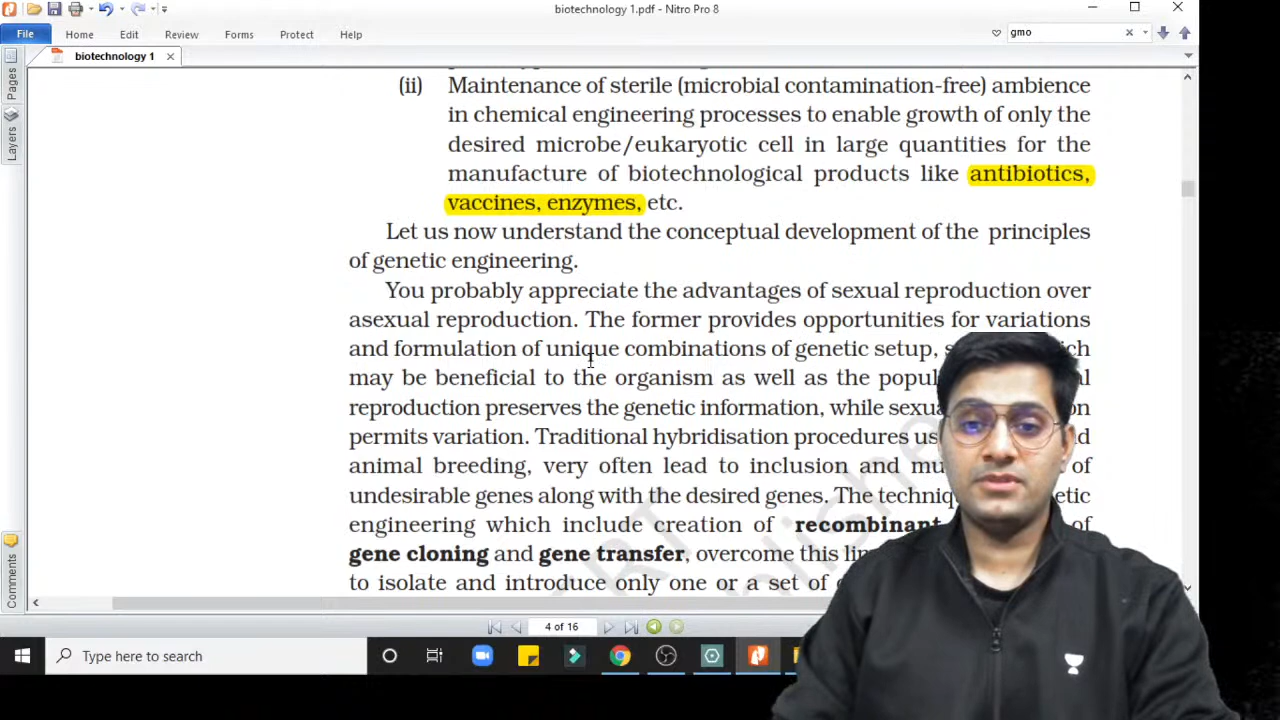 biotechnology 1.pdf - Nitro Pro 8
File Home Edit Review Forms Protect Help
gmo
biotechnology 1
Pages
Layers
Comments
(ii) Maintenance of sterile (microbial contamination-free) ambience
in chemical engineering processes to enable growth of only the
desired microbe/eukaryotic cell in large quantities for the
manufacture of biotechnological products like antibiotics,
vaccines, enzymes, etc.
Let us now understand the conceptual development of the principles
of genetic engineering.
You probably appreciate the advantages of sexual reproduction over
asexual reproduction. The former provides opportunities for variations
and formulation of unique combinations of genetic setup,
may be beneficial to the organism as well as the
reproduction preserves the genetic information, while
permits variation. Traditional hybridisation procedures
animal breeding, very often lead to inclusion and of
undesirable genes along with the desired genes. The
engineering which include creation of recombinant of
gene cloning and gene transfer, overcome this
to isolate and introduce only one or a set of
4 of 16
Type here to search